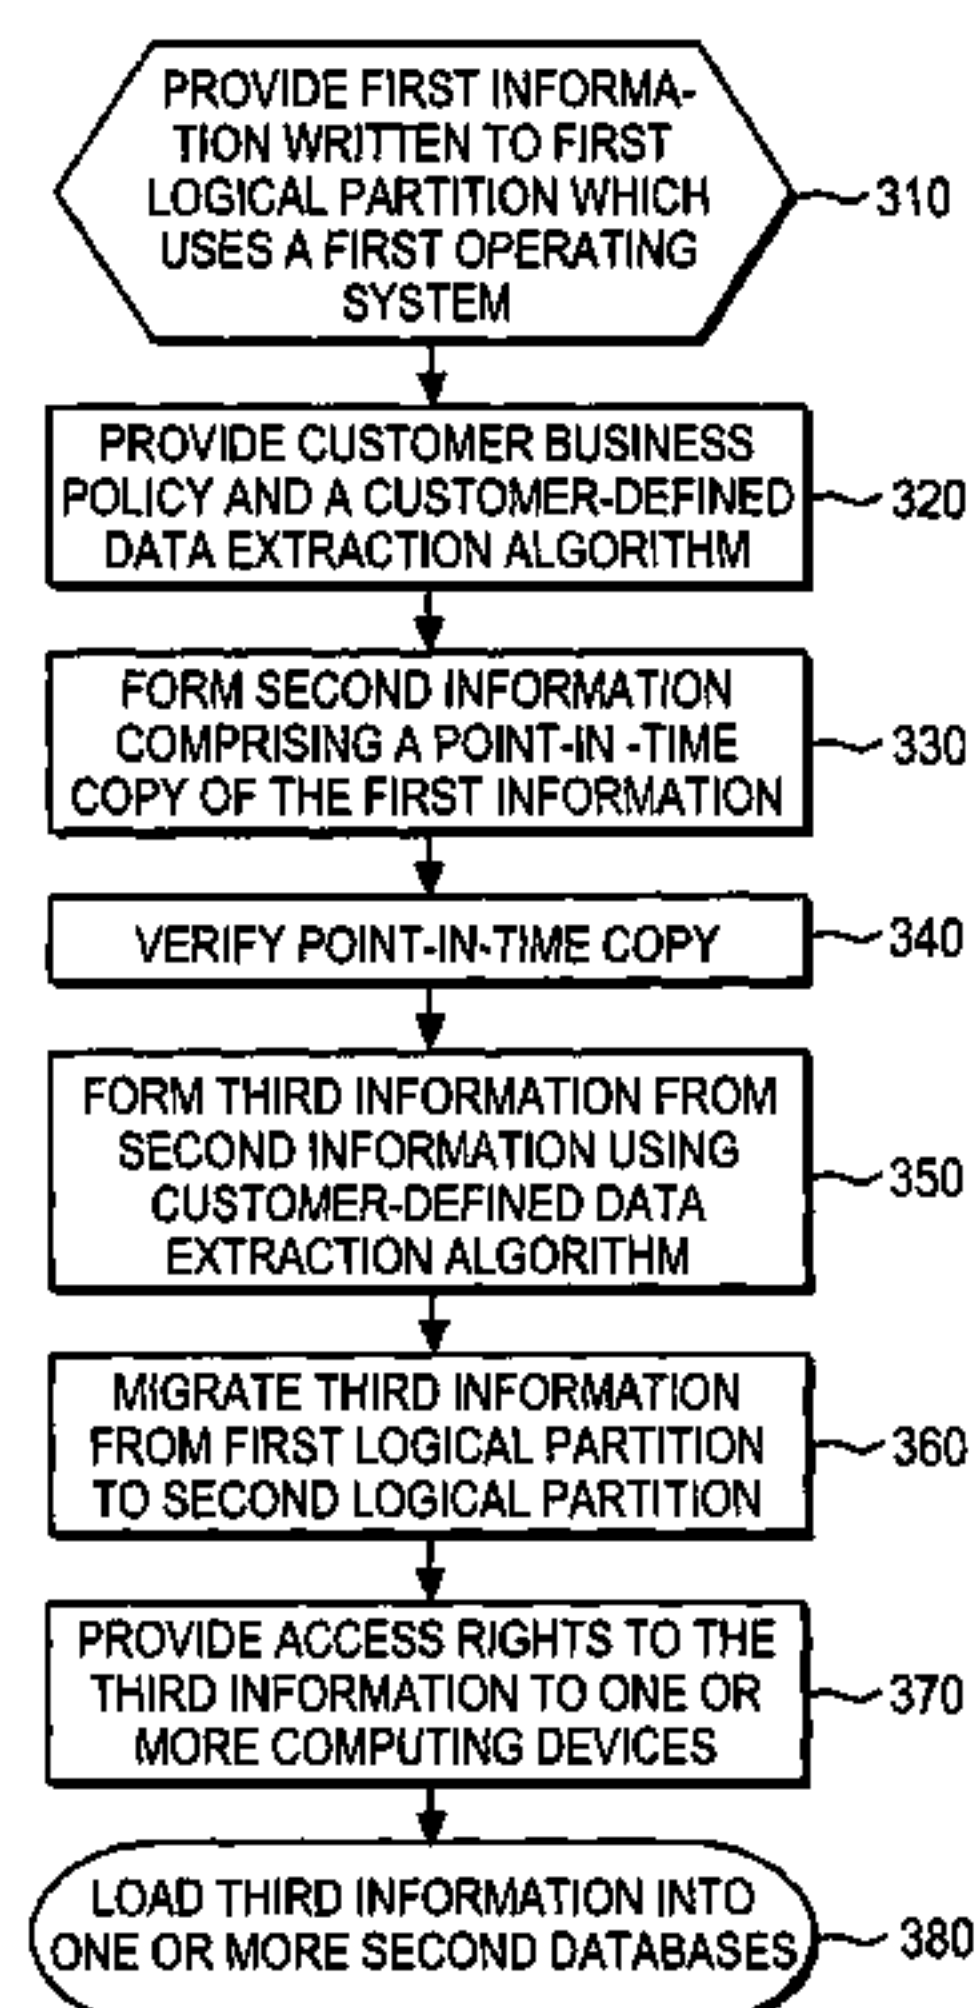 PROVIDE FIRST INFORMA-
TION WRITTEN TO FIRST
LOGICAL PARTITION WHICH
USES A FIRST OPERATING
SYSTEM
310
PROVIDE CUSTOMER BUSINESS
POLICY AND A CUSTOMER-DEFINED
DATA EXTRACTION ALGORITHM
320
FORM SECOND INFORMATION
COMPRISING A POINT-IN -TIME
COPY OF THE FIRST INFORMATION
330
VERIFY POINT-IN-TIME COPY
340
FORM THIRD INFORMATION FROM
SECOND INFORMATION USING
CUSTOMER-DEFINED DATA
EXTRACTION ALGORITHM
350
MIGRATE THIRD INFORMATION
FROM FIRST LOGICAL PARTITION
TO SECOND LOGICAL PARTITION
360
PROVIDE ACCESS RIGHTS TO THE
THIRD INFORMATION TO ONE OR
MORE COMPUTING DEVICES
370
LOAD THIRD INFORMATION INTO
ONE OR MORE SECOND DATABASES
380